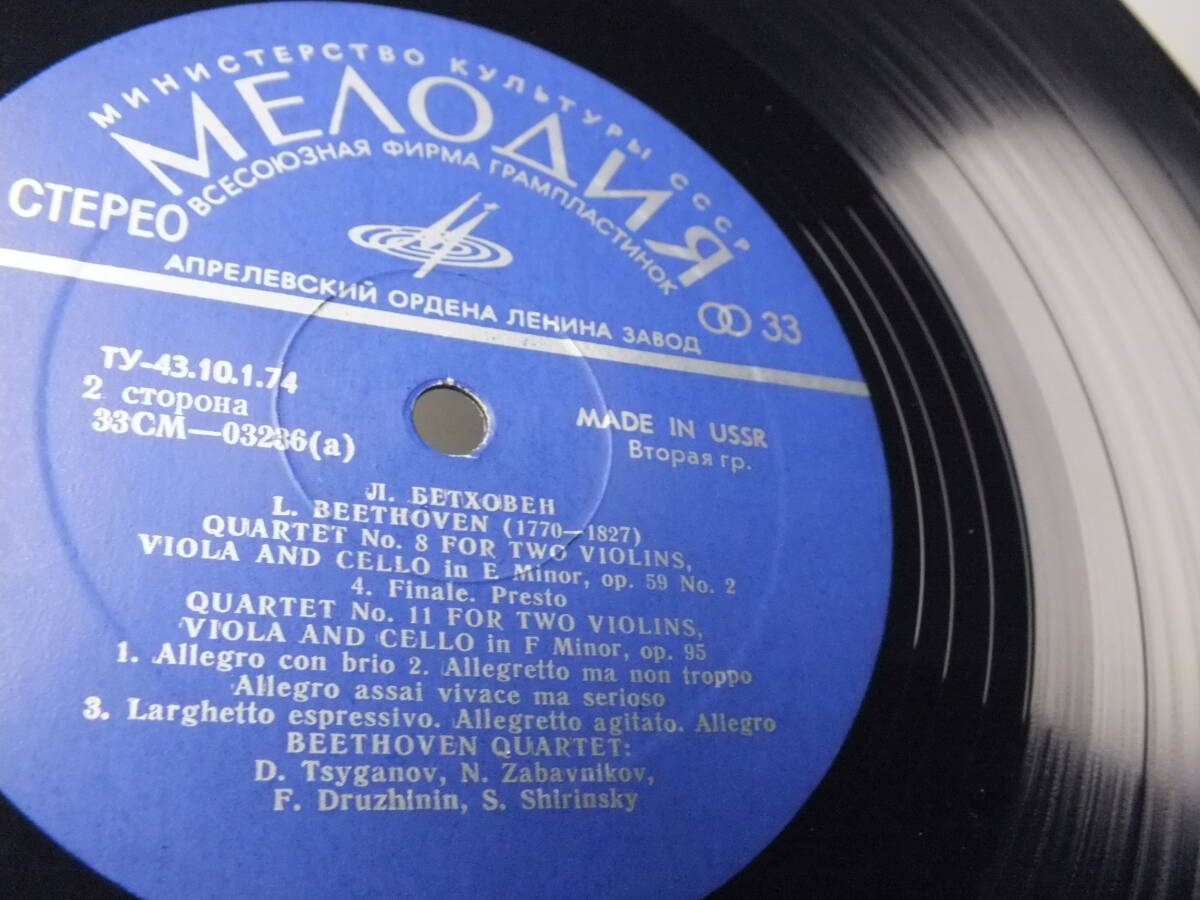 МИНИСТЕРСТВО КУЛЬТУРЫ СССР
МЕЛОДИЯ
ВСЕСОЮЗНАЯ ФИРМА ГРАМПЛАСТИНОК
СТЕРЕО
АПРЕЛЕВСКИЙ ОРДЕНА ЛЕНИНА ЗАВОД
33
ТУ-43.10.1.74
2 сторона
33СМ—03236(а)
MADE IN USSR
Вторая гр.
Л. БЕТХОВЕН
L. BEETHOVEN (1770—1827)
QUARTET No. 8 FOR TWO VIOLINS,
VIOLA AND CELLO in E Minor, op. 59 No. 2
4. Finale. Presto
QUARTET No. 11 FOR TWO VIOLINS,
VIOLA AND CELLO in F Minor, op. 95
1. Allegro con brio 2. Allegretto ma non troppo
Allegro assai vivace ma serioso
3. Larghetto espressivo. Allegretto agitato. Allegro
BEETHOVEN QUARTET:
D. Tsyganov, N. Zabavnikov,
F. Druzhinin, S. Shirinsky